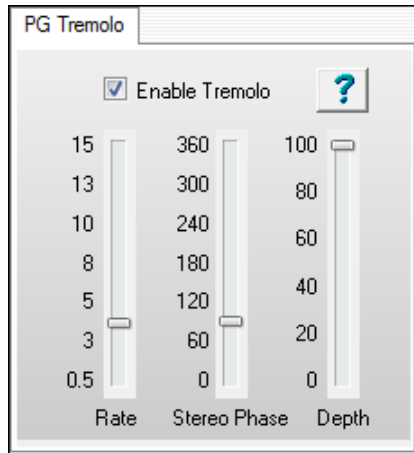 PG Tremolo
Enable Tremolo ?
15 360 100
13 300 80
10 240 60
8 180 40
5 120 20
3 60 0
0.5 0
Rate Stereo Phase Depth